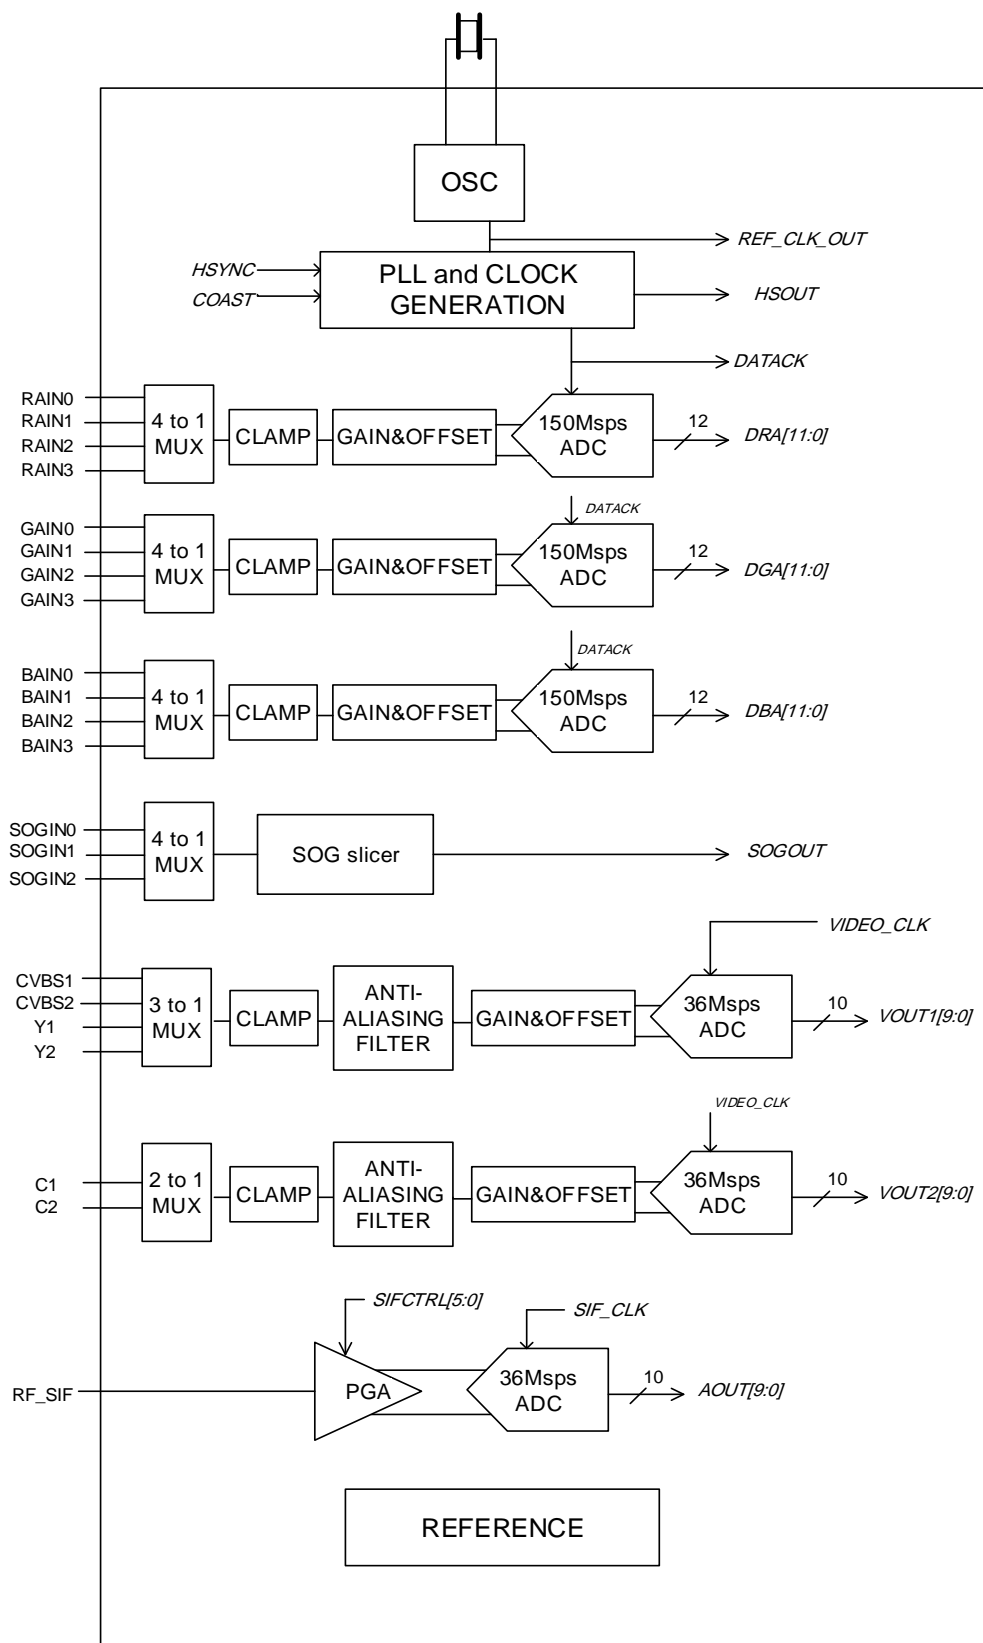 OSC
REF_CLK_OUT
HSYNC
COAST
PLL and CLOCK
GENERATION
HSOUT
DATACK
RAIN0
RAIN1
RAIN2
RAIN3
4 to 1
MUX
CLAMP
GAIN&OFFSET
150Msps
ADC
12
DRA[11:0]
DATACK
GAIN0
GAIN1
GAIN2
GAIN3
4 to 1
MUX
CLAMP
GAIN&OFFSET
150Msps
ADC
12
DGA[11:0]
DATACK
BAIN0
BAIN1
BAIN2
BAIN3
4 to 1
MUX
CLAMP
GAIN&OFFSET
150Msps
ADC
12
DBA[11:0]
SOGIN0
SOGIN1
SOGIN2
4 to 1
MUX
SOG slicer
SOGOUT
VIDEO_CLK
CVBS1
CVBS2
Y1
Y2
3 to 1
MUX
CLAMP
ANTI-
ALIASING
FILTER
GAIN&OFFSET
36Msps
ADC
10
VOUT1[9:0]
VIDEO_CLK
C1
C2
2 to 1
MUX
CLAMP
ANTI-
ALIASING
FILTER
GAIN&OFFSET
36Msps
ADC
10
VOUT2[9:0]
SIFCTRL[5:0]
SIF_CLK
RF_SIF
PGA
36Msps
ADC
10
AOUT[9:0]
REFERENCE